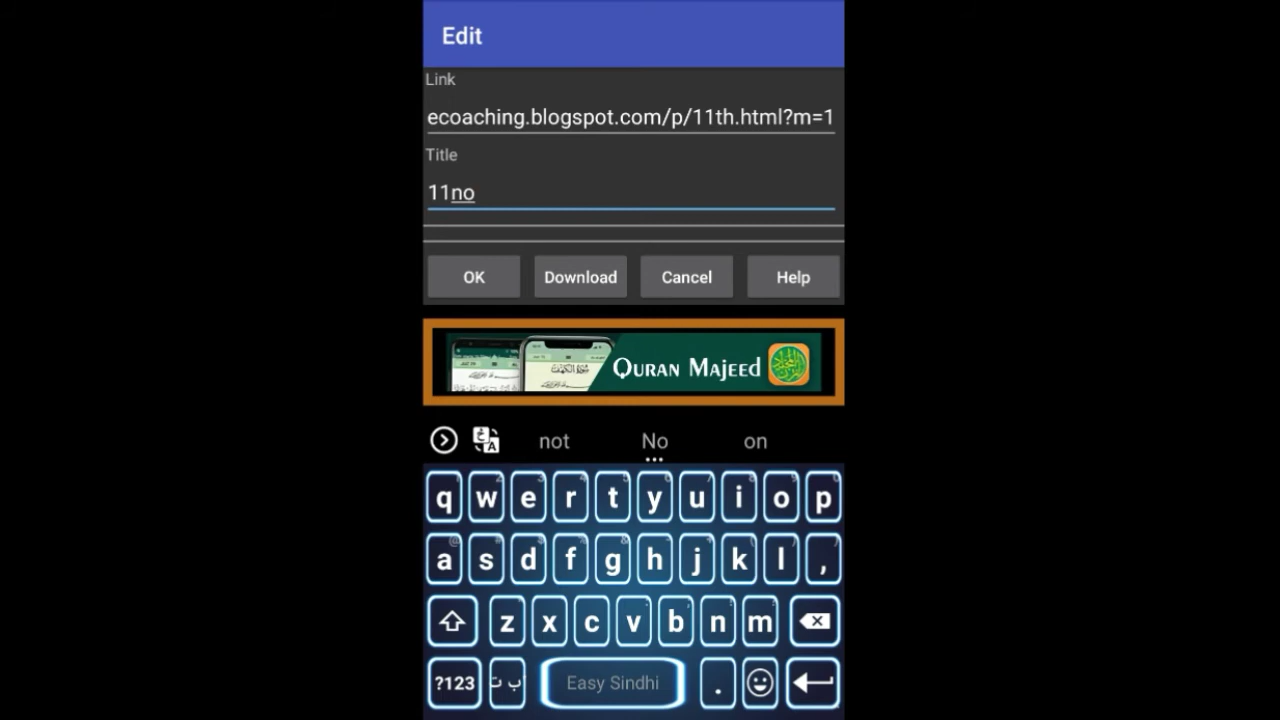 Edit
Link
ecoaching.blogspot.com/p/11th.html?m=1
Title
11no
OK Download Cancel Help
QURAN MAJEED
not No on
q w e r t y u i o p
a s d f g h j k l ,
z x c v b n m
?123 ب ت Easy Sindhi .